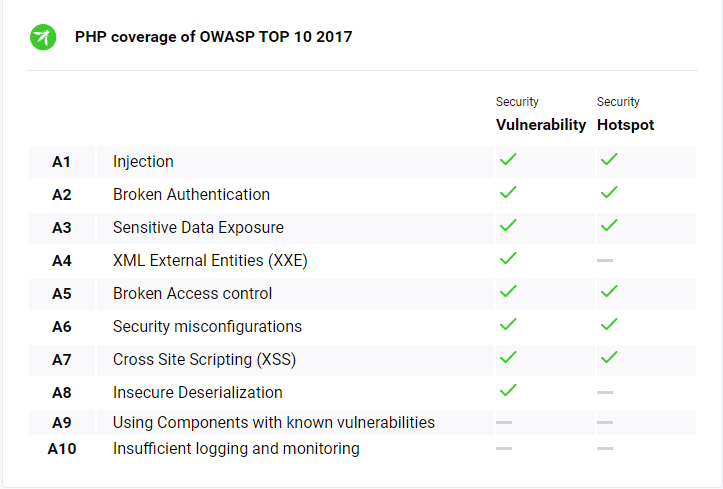 PHP coverage of OWASP TOP 10 2017
Security Security
Vulnerability Hotspot
A1 Injection
A2 Broken Authentication
A3 Sensitive Data Exposure
A4 XML External Entities (XXE)
A5 Broken Access control
A6 Security misconfigurations
A7 Cross Site Scripting (XSS)
A8 Insecure Deserialization
A9 Using Components with known vulnerabilities
A10 Insufficient logging and monitoring